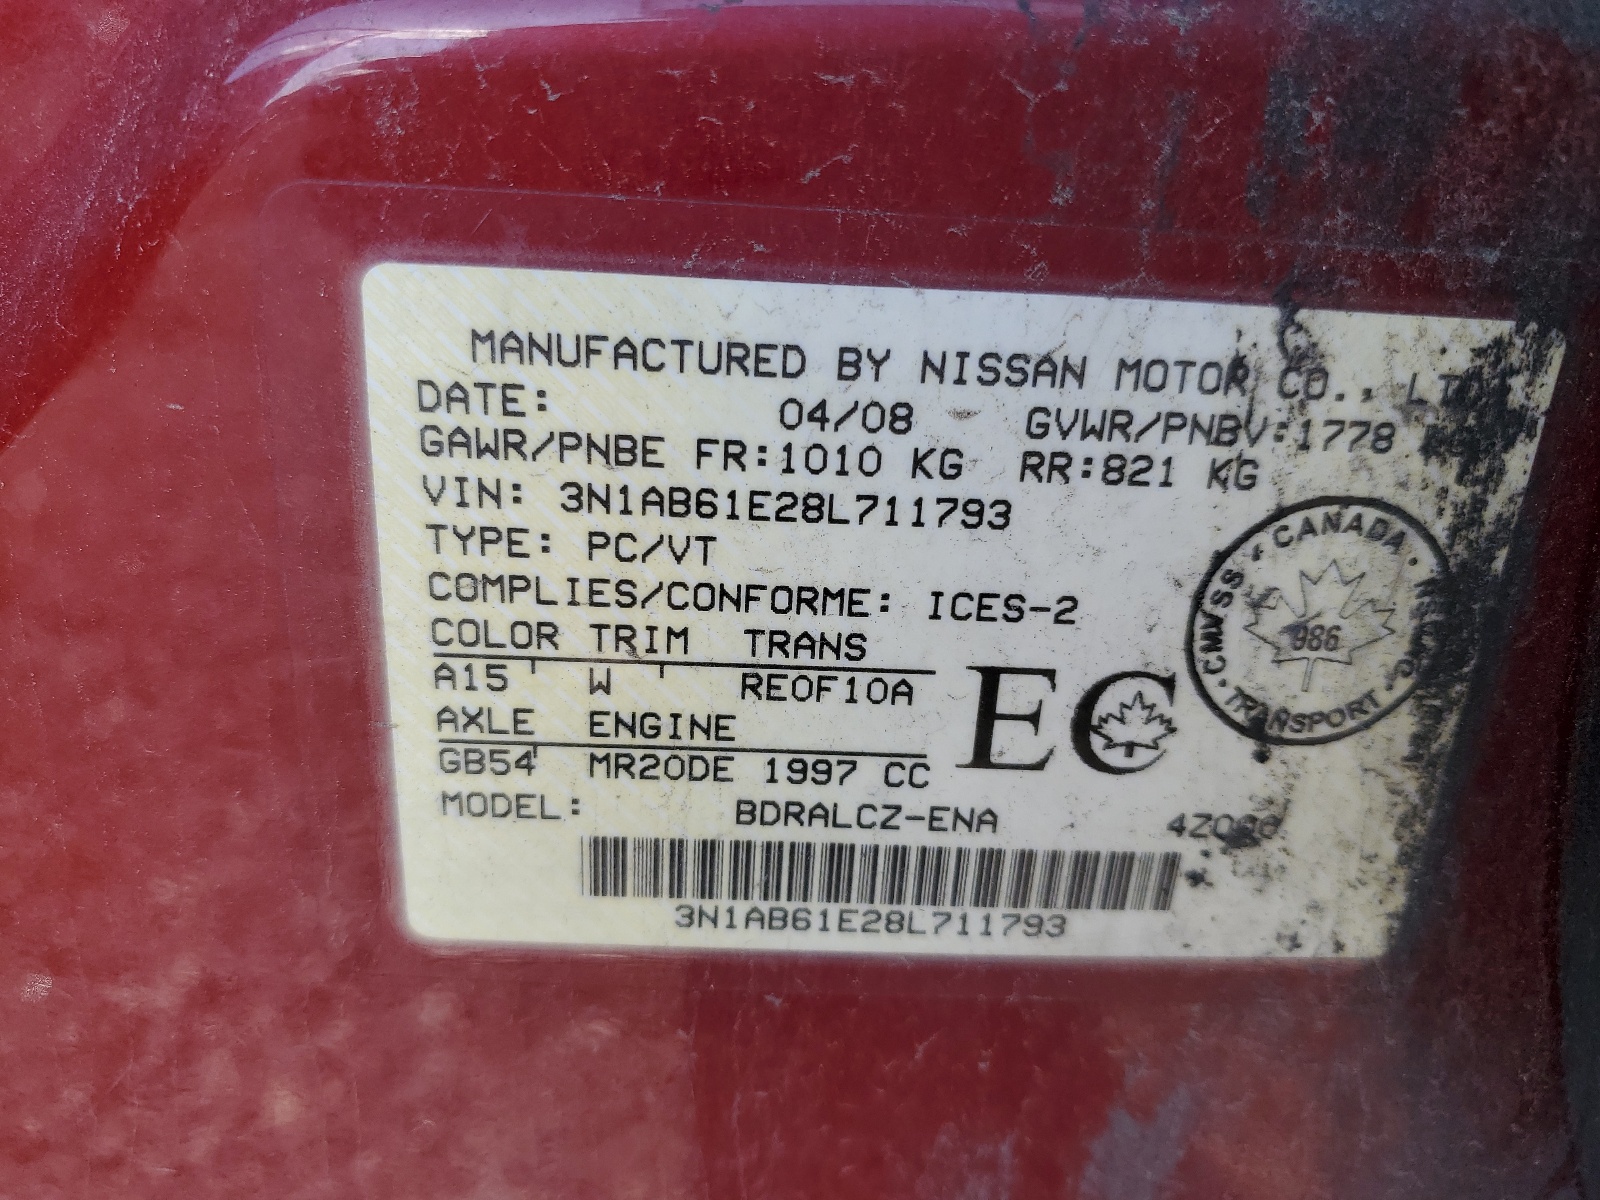 MANUFACTURED BY NISSAN MOTOR CO.,
DATE: 04/08 GVWR/PNBV:1778
GAWR/PNBE FR:1010 KG RR:821 KG
VIN: 3N1AB61E28L711793
TYPE: PC/VT
COMPLIES/CONFORME: ICES-2
COLOR TRIM TRANS
A15 W RE0F10A
AXLE ENGINE
GB54 MR20DE 1997 CC
MODEL: BDRALCZ-ENA
3N1AB61E28L711793
EC
CANADA
CMVSS
986
TRANSPORT